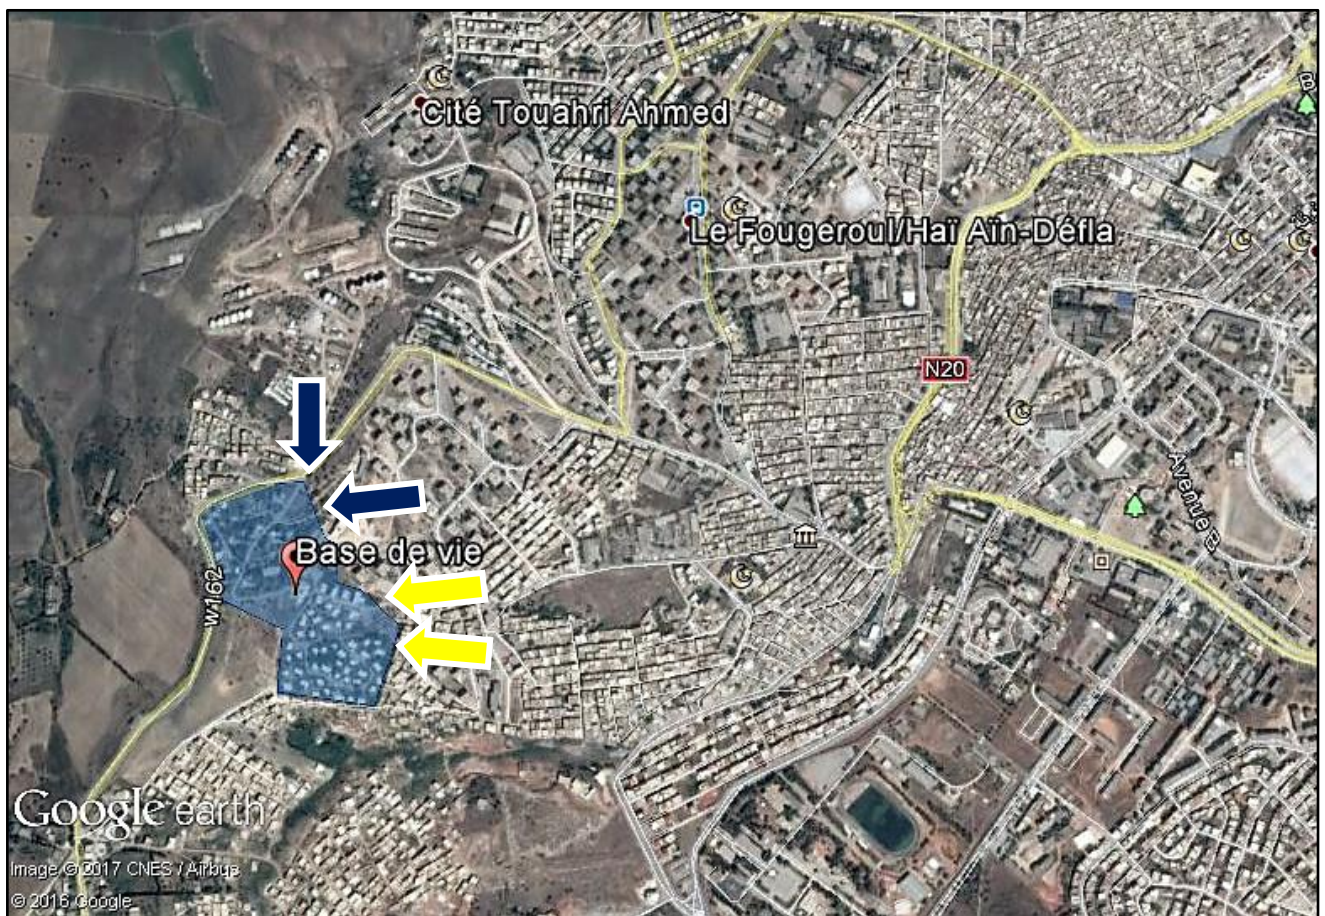 Cité Touahri Ahmed
B
Le Fougeroul/Haï Aïn-Défla
N20
Avenue B
Base de vie
w162
Google earth
Image © 2017 CNES / Airbus
© 2016 Google